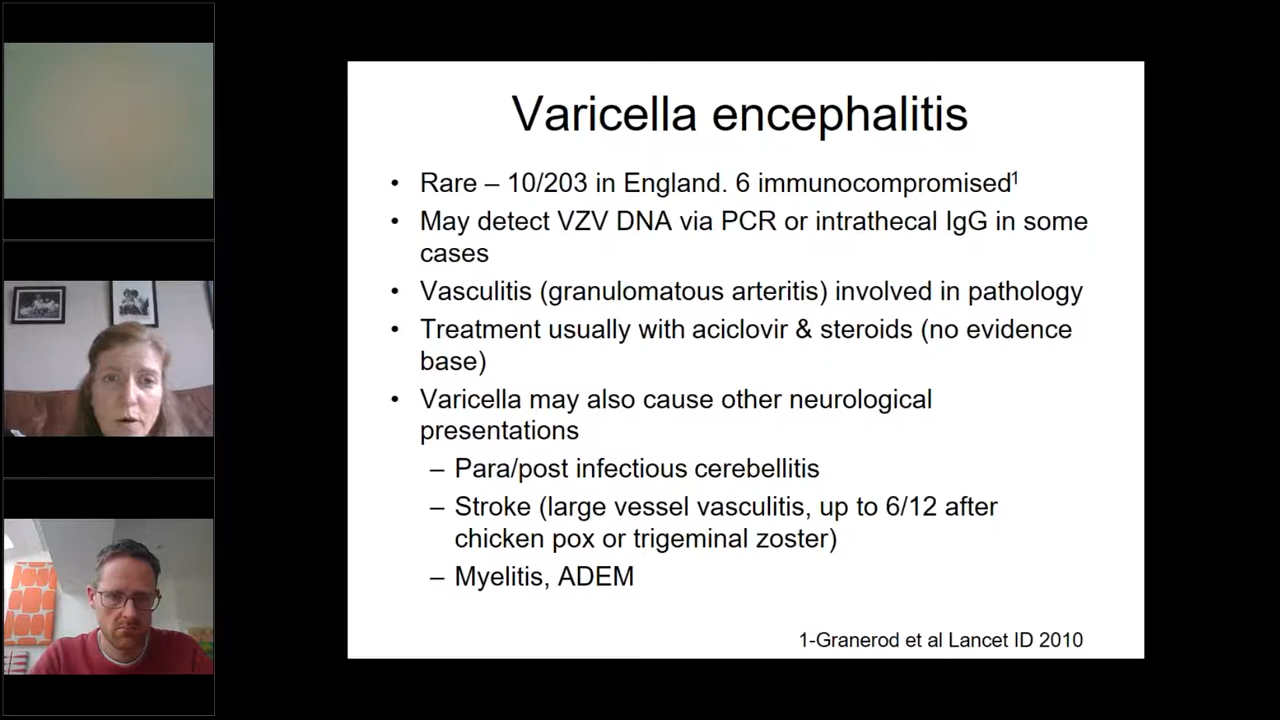 Varicella encephalitis
• Rare – 10/203 in England. 6 immunocompromised¹
• May detect VZV DNA via PCR or intrathecal IgG in some
cases
• Vasculitis (granulomatous arteritis) involved in pathology
• Treatment usually with aciclovir & steroids (no evidence
base)
• Varicella may also cause other neurological
presentations
– Para/post infectious cerebellitis
– Stroke (large vessel vasculitis, up to 6/12 after
chicken pox or trigeminal zoster)
– Myelitis, ADEM
1-Granerod et al Lancet ID 2010